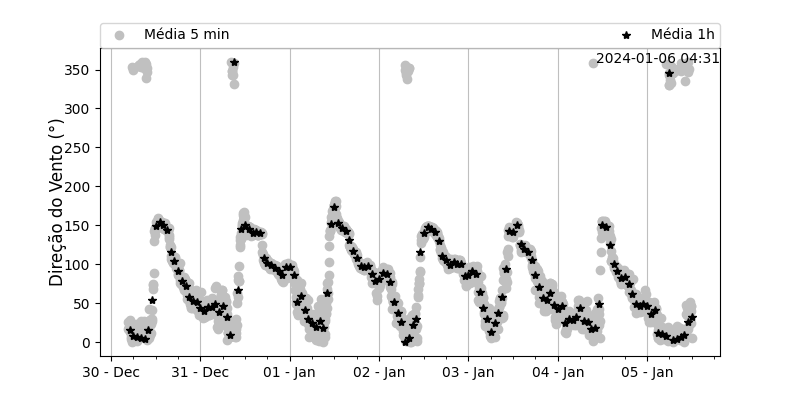 Média 5 min
Média 1h
2024-01-06 04:31
Direção do Vento (°)
350
300
250
200
150
100
50
0
30 - Dec
31 - Dec
01 - Jan
02 - Jan
03 - Jan
04 - Jan
05 - Jan